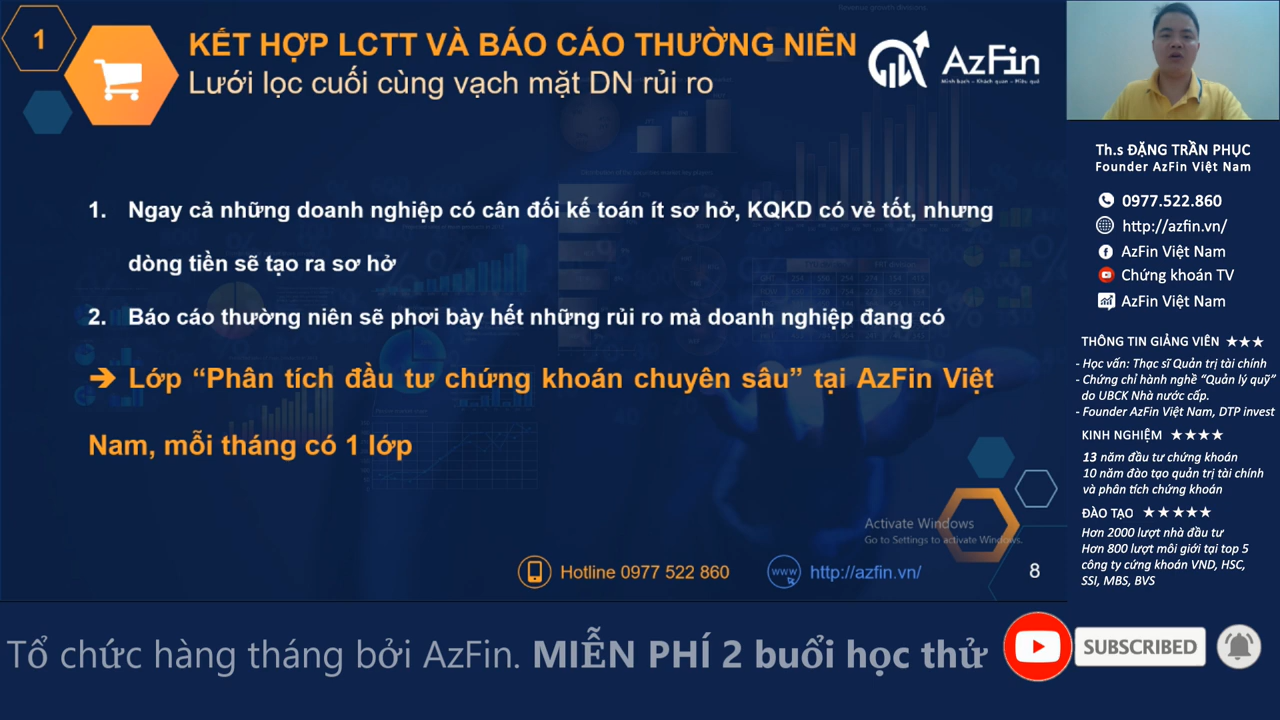 1
KẾT HỢP LCTT VÀ BÁO CÁO THƯỜNG NIÊN
Lưới lọc cuối cùng vạch mặt DN rủi ro
AzFin
Minh bạch - Khách quan - Hiệu quả
1. Ngay cả những doanh nghiệp có cân đối kế toán ít sơ hở, KQKD có vẻ tốt, nhưng
dòng tiền sẽ tạo ra sơ hở
2. Báo cáo thường niên sẽ phơi bày hết những rủi ro mà doanh nghiệp đang có
➔ Lớp “Phân tích đầu tư chứng khoán chuyên sâu” tại AzFin Việt
Nam, mỗi tháng có 1 lớp
Activate Windows
Go to Settings to activate Windows.
Hotline 0977 522 860
www
http://azfin.vn/
8
Th.s ĐẶNG TRẦN PHỤC
Founder AzFin Việt Nam
0977.522.860
http://azfin.vn/
AzFin Việt Nam
Chứng khoán TV
AzFin Việt Nam
THÔNG TIN GIẢNG VIÊN ★★★
- Học vấn: Thạc sĩ Quản trị tài chính
- Chứng chỉ hành nghề “Quản lý quỹ”
do UBCK Nhà nước cấp.
- Founder AzFin Việt Nam, DTP invest
KINH NGHIỆM ★★★★
13 năm đầu tư chứng khoán
10 năm đào tạo quản trị tài chính
và phân tích chứng khoán
ĐÀO TẠO ★★★★★
Hơn 2000 lượt nhà đầu tư
Hơn 800 lượt môi giới tại top 5
công ty cứng khoán VND, HSC,
SSI, MBS, BVS
Tổ chức hàng tháng bởi AzFin. MIỄN PHÍ 2 buổi học thử
SUBSCRIBED